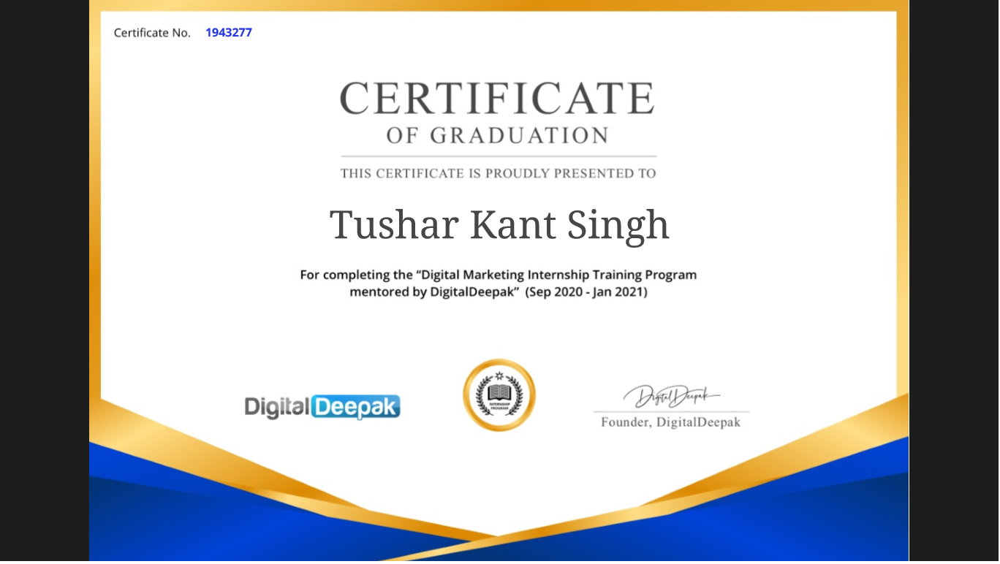 Certificate No. 1943277
CERTIFICATE
OF GRADUATION
THIS CERTIFICATE IS PROUDLY PRESENTED TO
Tushar Kant Singh
For completing the “Digital Marketing Internship Training Program
mentored by DigitalDeepak” (Sep 2020 - Jan 2021)
DigitalDeepak
INTERNSHIP
PROGRAM
DigitalDeepak
Founder, DigitalDeepak